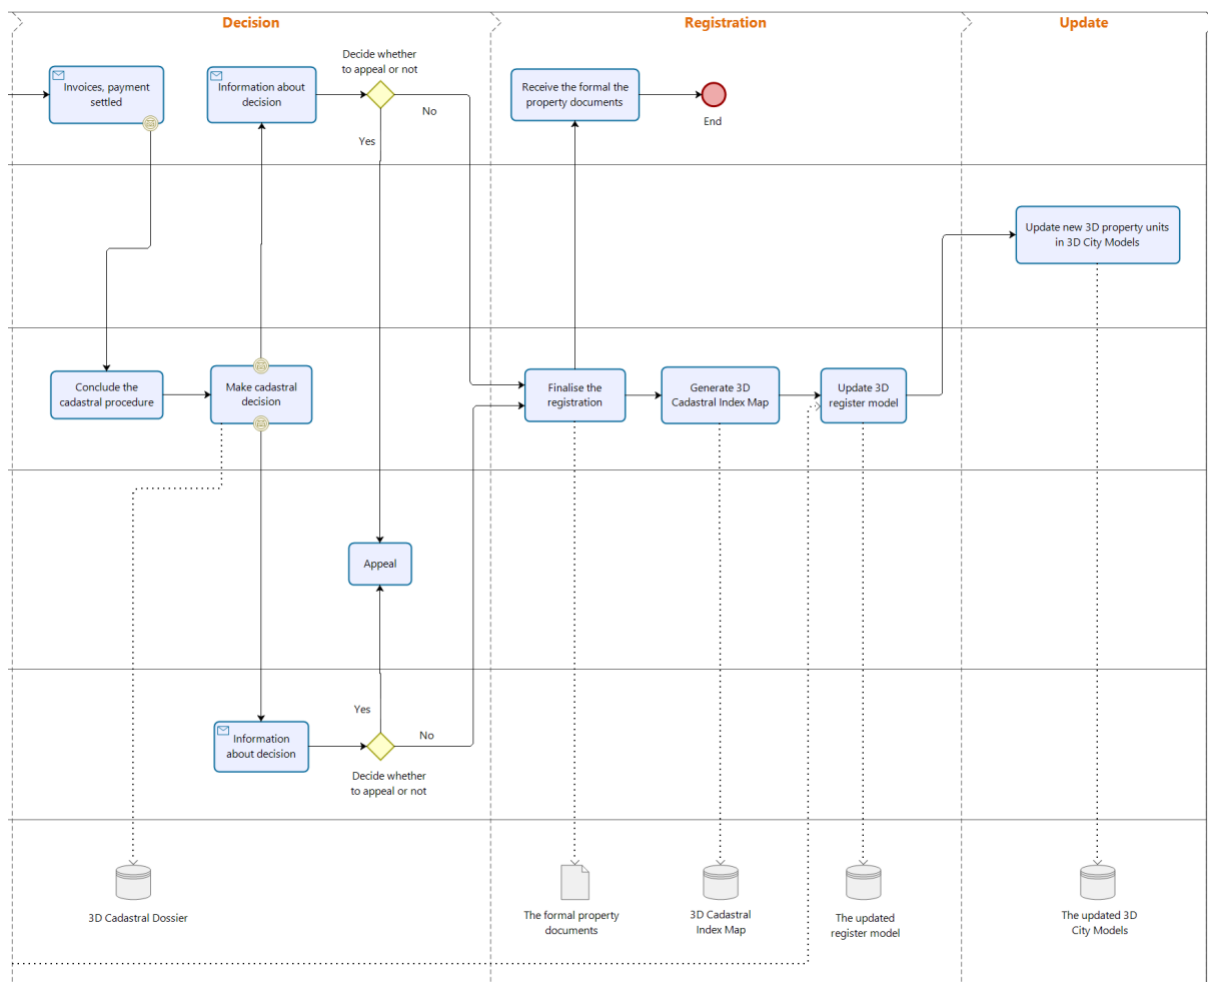 Decision
Registration
Update
Invoices, payment
settled
Information about
decision
Decide whether
to appeal or not
No
Yes
Receive the formal the
property documents
End
Update new 3D property units
in 3D City Models
Conclude the
cadastral procedure
Make cadastral
decision
Finalise the
registration
Generate 3D
Cadastral Index Map
Update 3D
register model
Appeal
Yes
Information
about decision
No
Decide whether
to appeal or not
3D Cadastral Dossier
The formal property
documents
3D Cadastral
Index Map
The updated
register model
The updated 3D
City Models